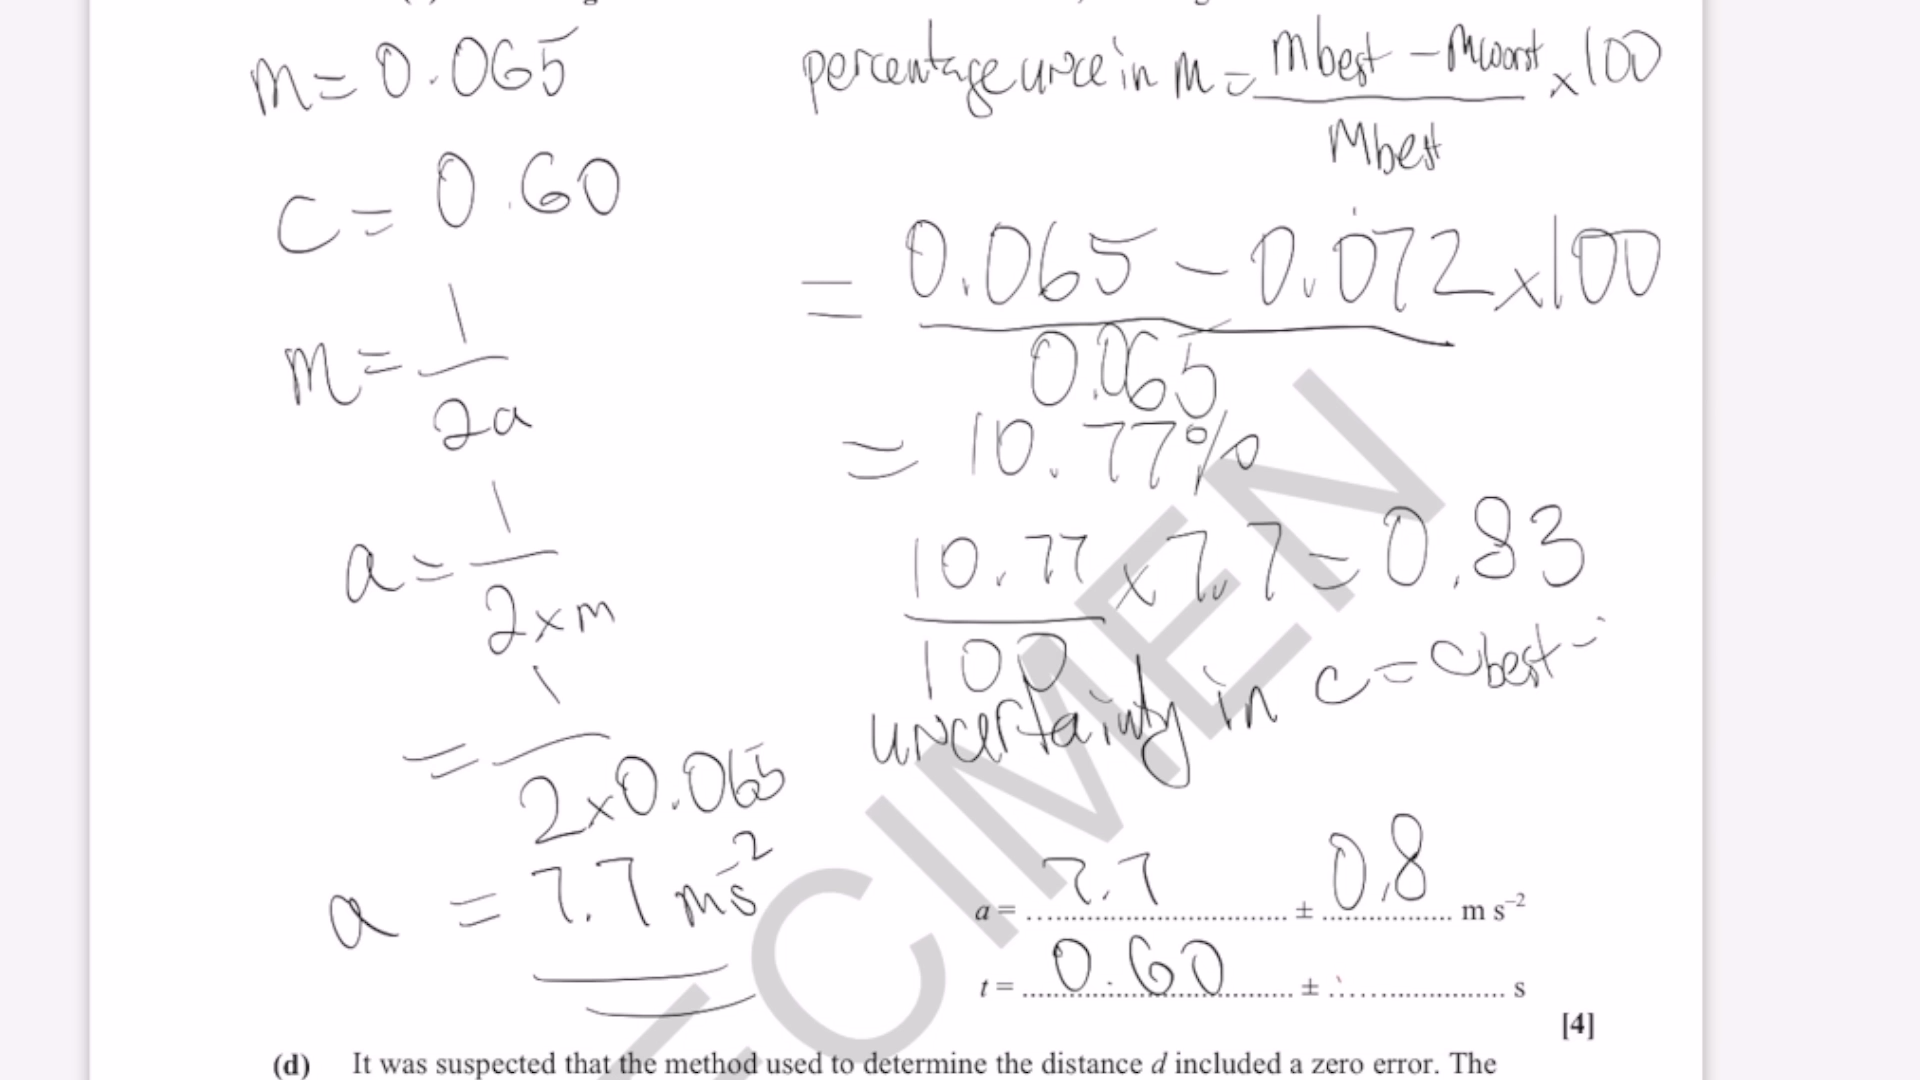 m = 0.065
c = 0.60
m = 1
2a
a = 1
2 x m
= 1
2 x 0.065
a = 7.7 ms-2
percentage unce in m = mbest - mworst x 100
Mbest
= 0.065 - 0.072 x 100
0.065
= 10.77%
10.77 x 7.7 = 0.83
100
uncertainty in c = cbest -
a = 7.7 ± 0.8 m s-2
t = 0.60 ± s
[4]
(d) It was suspected that the method used to determine the distance d included a zero error. The
ECIMEN